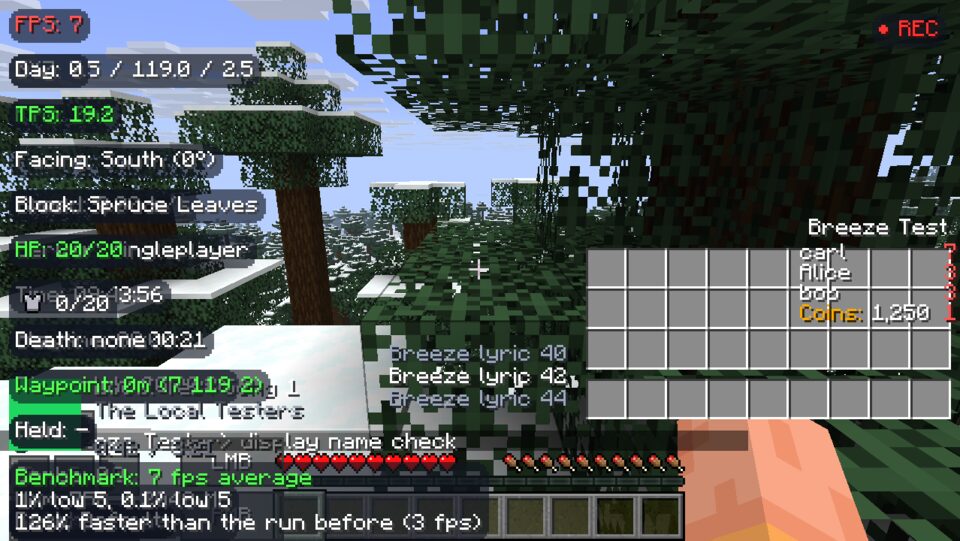 FPS: 7
REC
Day: 0.5 / 119.0 / 2.5
TPS: 19.2
Facing: South (0°)
Block: Spruce Leaves
Breeze Test
HP: 20/20 ingleplayer
carl 7
Alice 3
0/20 3:56
bob 3
Coins: 1,250 1
Death: none 00:21
Breeze lyric 40
Breeze lyric 42
Waypoint: 0m (7 119 2)
Breeze lyric 44
The Local Testers
Held: -
Tester's display name check
LMB
Benchmark: 7 fps average
1% low 5, 0.1% low 5
126% faster than the run before (3 fps)